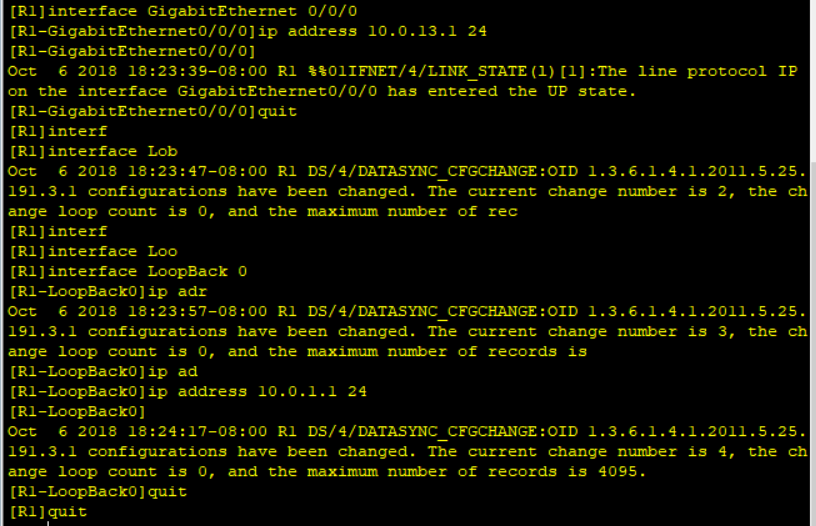 [R1]interface GigabitEthernet 0/0/0
[R1-GigabitEthernet0/0/0]ip address 10.0.13.1 24
[R1-GigabitEthernet0/0/0]
Oct  6 2018 18:23:39-08:00 R1 %%01IFNET/4/LINK_STATE(l)[1]:The line protocol IP
on the interface GigabitEthernet0/0/0 has entered the UP state.
[R1-GigabitEthernet0/0/0]quit
[R1]interf
[R1]interface Lob
Oct  6 2018 18:23:47-08:00 R1 DS/4/DATASYNC_CFGCHANGE:OID 1.3.6.1.4.1.2011.5.25.
191.3.1 configurations have been changed. The current change number is 2, the ch
ange loop count is 0, and the maximum number of rec
[R1]interf
[R1]interface Loo
[R1]interface LoopBack 0
[R1-LoopBack0]ip adr
Oct  6 2018 18:23:57-08:00 R1 DS/4/DATASYNC_CFGCHANGE:OID 1.3.6.1.4.1.2011.5.25.
191.3.1 configurations have been changed. The current change number is 3, the ch
ange loop count is 0, and the maximum number of records is
[R1-LoopBack0]ip ad
[R1-LoopBack0]ip address 10.0.1.1 24
[R1-LoopBack0]
Oct  6 2018 18:24:17-08:00 R1 DS/4/DATASYNC_CFGCHANGE:OID 1.3.6.1.4.1.2011.5.25.
191.3.1 configurations have been changed. The current change number is 4, the ch
ange loop count is 0, and the maximum number of records is 4095.
[R1-LoopBack0]quit
[R1]quit